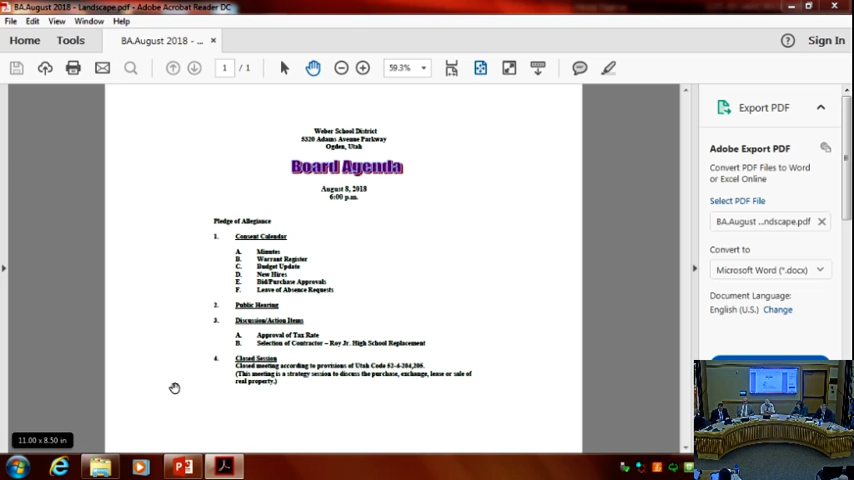 BA.August 2018 - Landscape.pdf - Adobe Acrobat Reader DC
File Edit View Window Help
Home Tools BA.August 2018 - ... × Sign In
1 / 1 59.3%
Weber School District
5320 Adams Avenue Parkway
Ogden, Utah
Board Agenda
August 8, 2018
6:00 p.m.
Pledge of Allegiance
1. Consent Calendar
A. Minutes
B. Warrant Register
C. Budget Update
D. New Hires
E. Bid/Purchase Approvals
F. Leave of Absence Requests
2. Public Hearing
3. Discussion/Action Items
A. Approval of Tax Rate
B. Selection of Contractor – Roy Jr. High School Replacement
4. Closed Session
Closed meeting according to provisions of Utah Code 52-4-204,205.
(This meeting is a strategy session to discuss the purchase, exchange, lease or sale of
real property.)
11.00 x 8.50 in
Export PDF
Adobe Export PDF
Convert PDF Files to Word
or Excel Online
Select PDF File
BA.August ...ndscape.pdf ×
Convert to
Microsoft Word (*.docx)
Document Language:
English (U.S.) Change